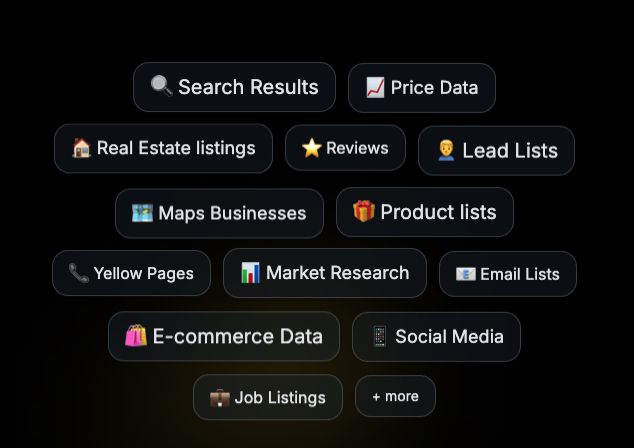 Search Results
Price Data
Real Estate listings
Reviews
Lead Lists
Maps Businesses
Product lists
Yellow Pages
Market Research
Email Lists
E-commerce Data
Social Media
Job Listings
+ more